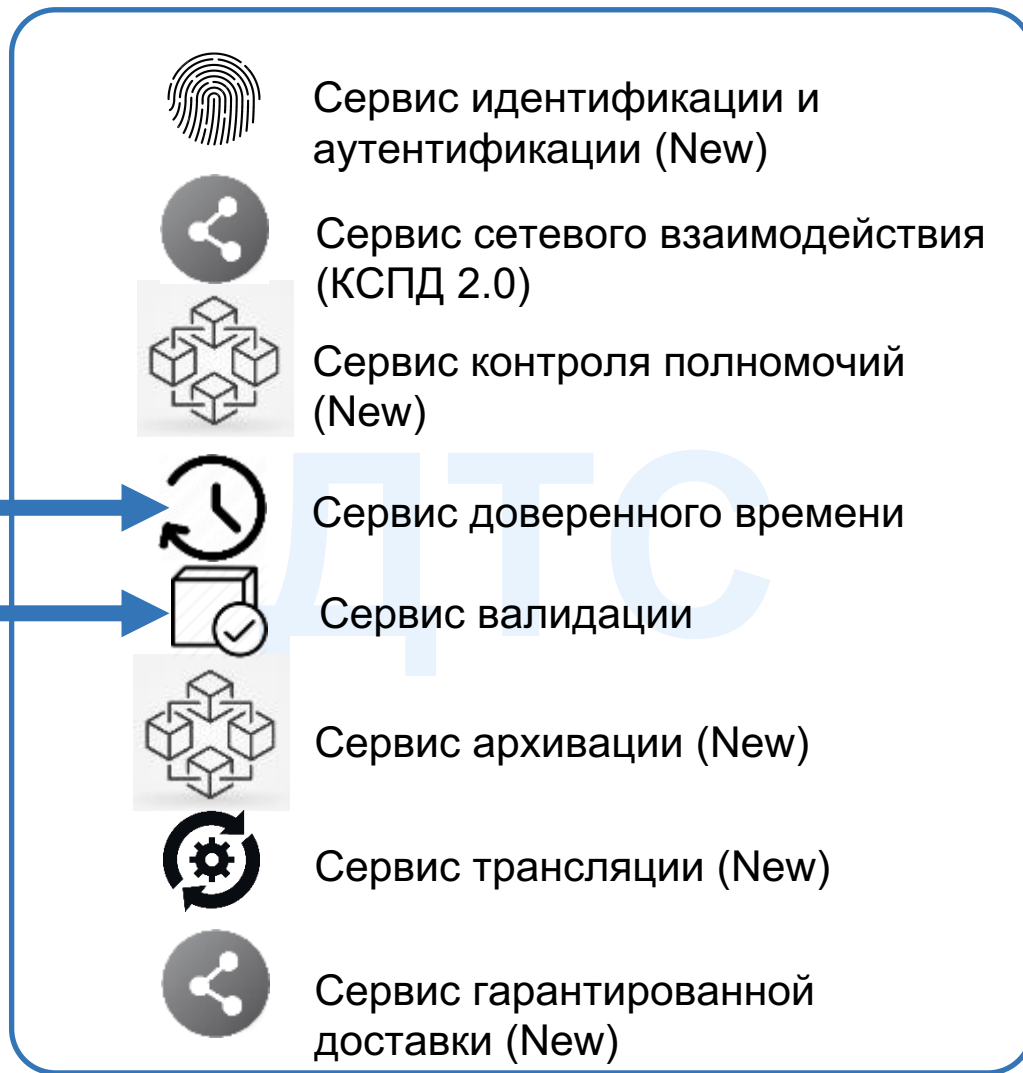 Сервис идентификации и
аутентификации (New)
Сервис сетевого взаимодействия
(КСПД 2.0)
Сервис контроля полномочий
(New)
ДТС
Сервис доверенного времени
Сервис валидации
Сервис архивации (New)
Сервис трансляции (New)
Сервис гарантированной
доставки (New)